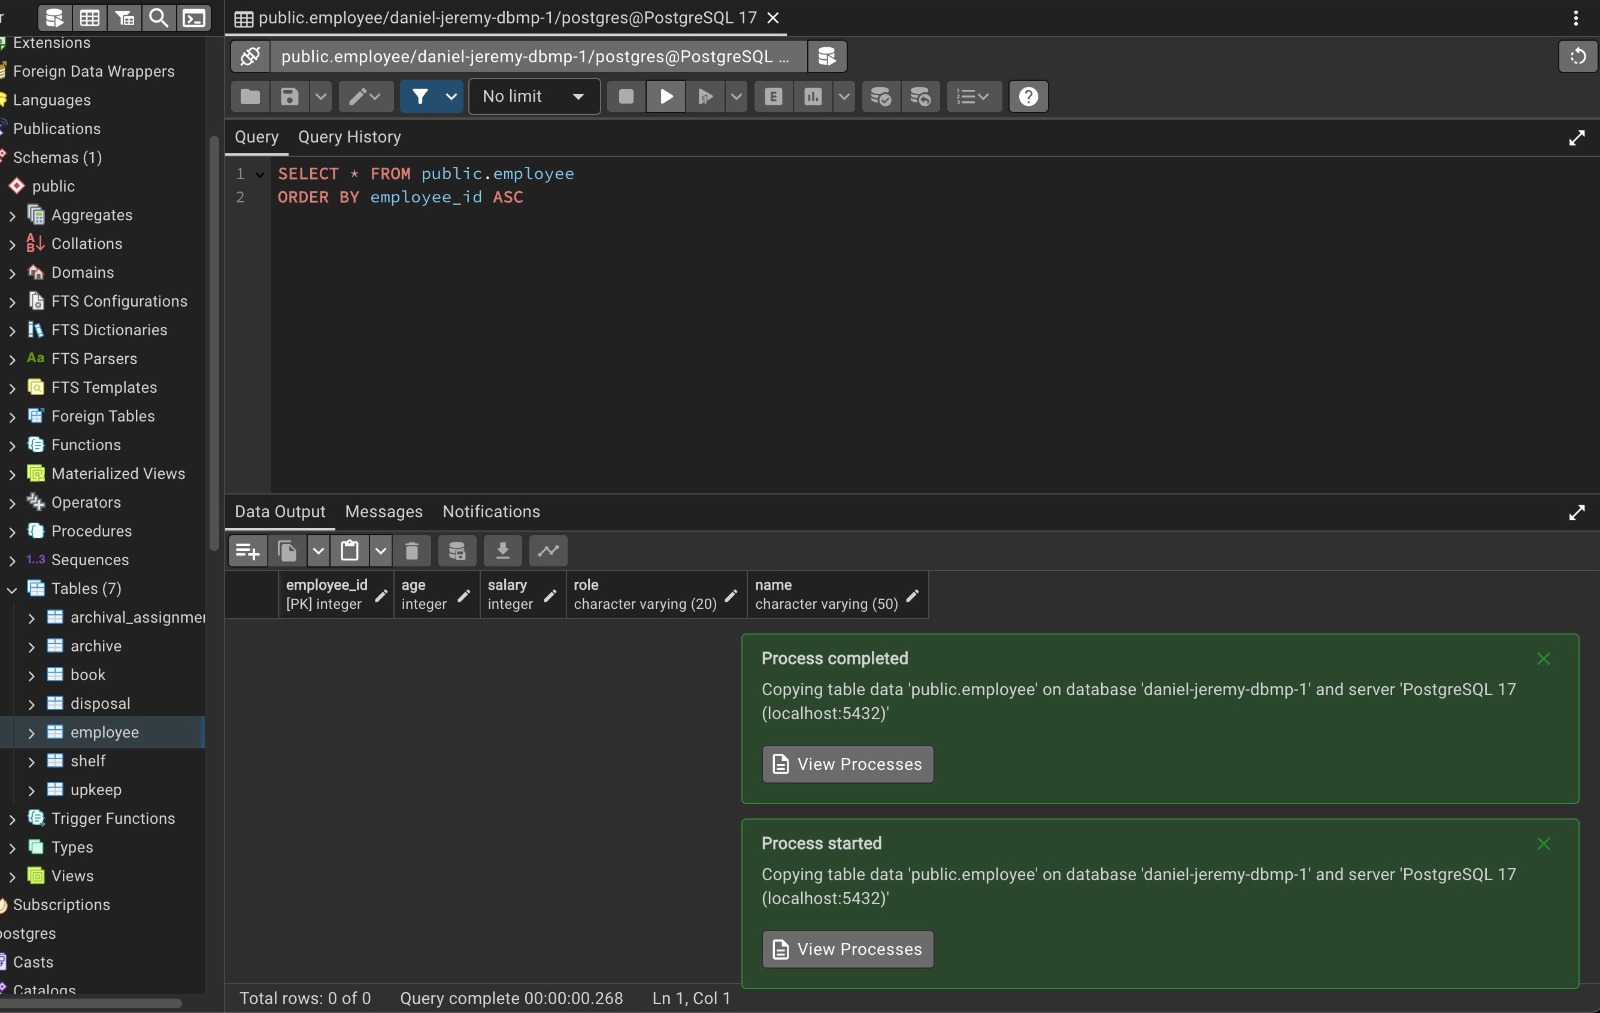 public.employee/daniel-jeremy-dbmp-1/postgres@PostgreSQL 17
Extensions
Foreign Data Wrappers
Languages
Publications
Schemas (1)
public
Aggregates
Collations
Domains
FTS Configurations
FTS Dictionaries
Aa FTS Parsers
FTS Templates
Foreign Tables
Functions
Materialized Views
Operators
Procedures
1..3 Sequences
Tables (7)
archival_assignme
archive
book
disposal
employee
shelf
upkeep
Trigger Functions
Types
Views
Subscriptions
ostgres
Casts
Catalogs
public.employee/daniel-jeremy-dbmp-1/postgres@PostgreSQL ...
No limit
E
Query Query History
1 SELECT * FROM public.employee
2 ORDER BY employee_id ASC
Data Output Messages Notifications
employee_id age salary role name
[PK] integer integer integer character varying (20) character varying (50)
Process completed
Copying table data 'public.employee' on database 'daniel-jeremy-dbmp-1' and server 'PostgreSQL 17
(localhost:5432)'
View Processes
Process started
Copying table data 'public.employee' on database 'daniel-jeremy-dbmp-1' and server 'PostgreSQL 17
(localhost:5432)'
View Processes
Total rows: 0 of 0 Query complete 00:00:00.268 Ln 1, Col 1